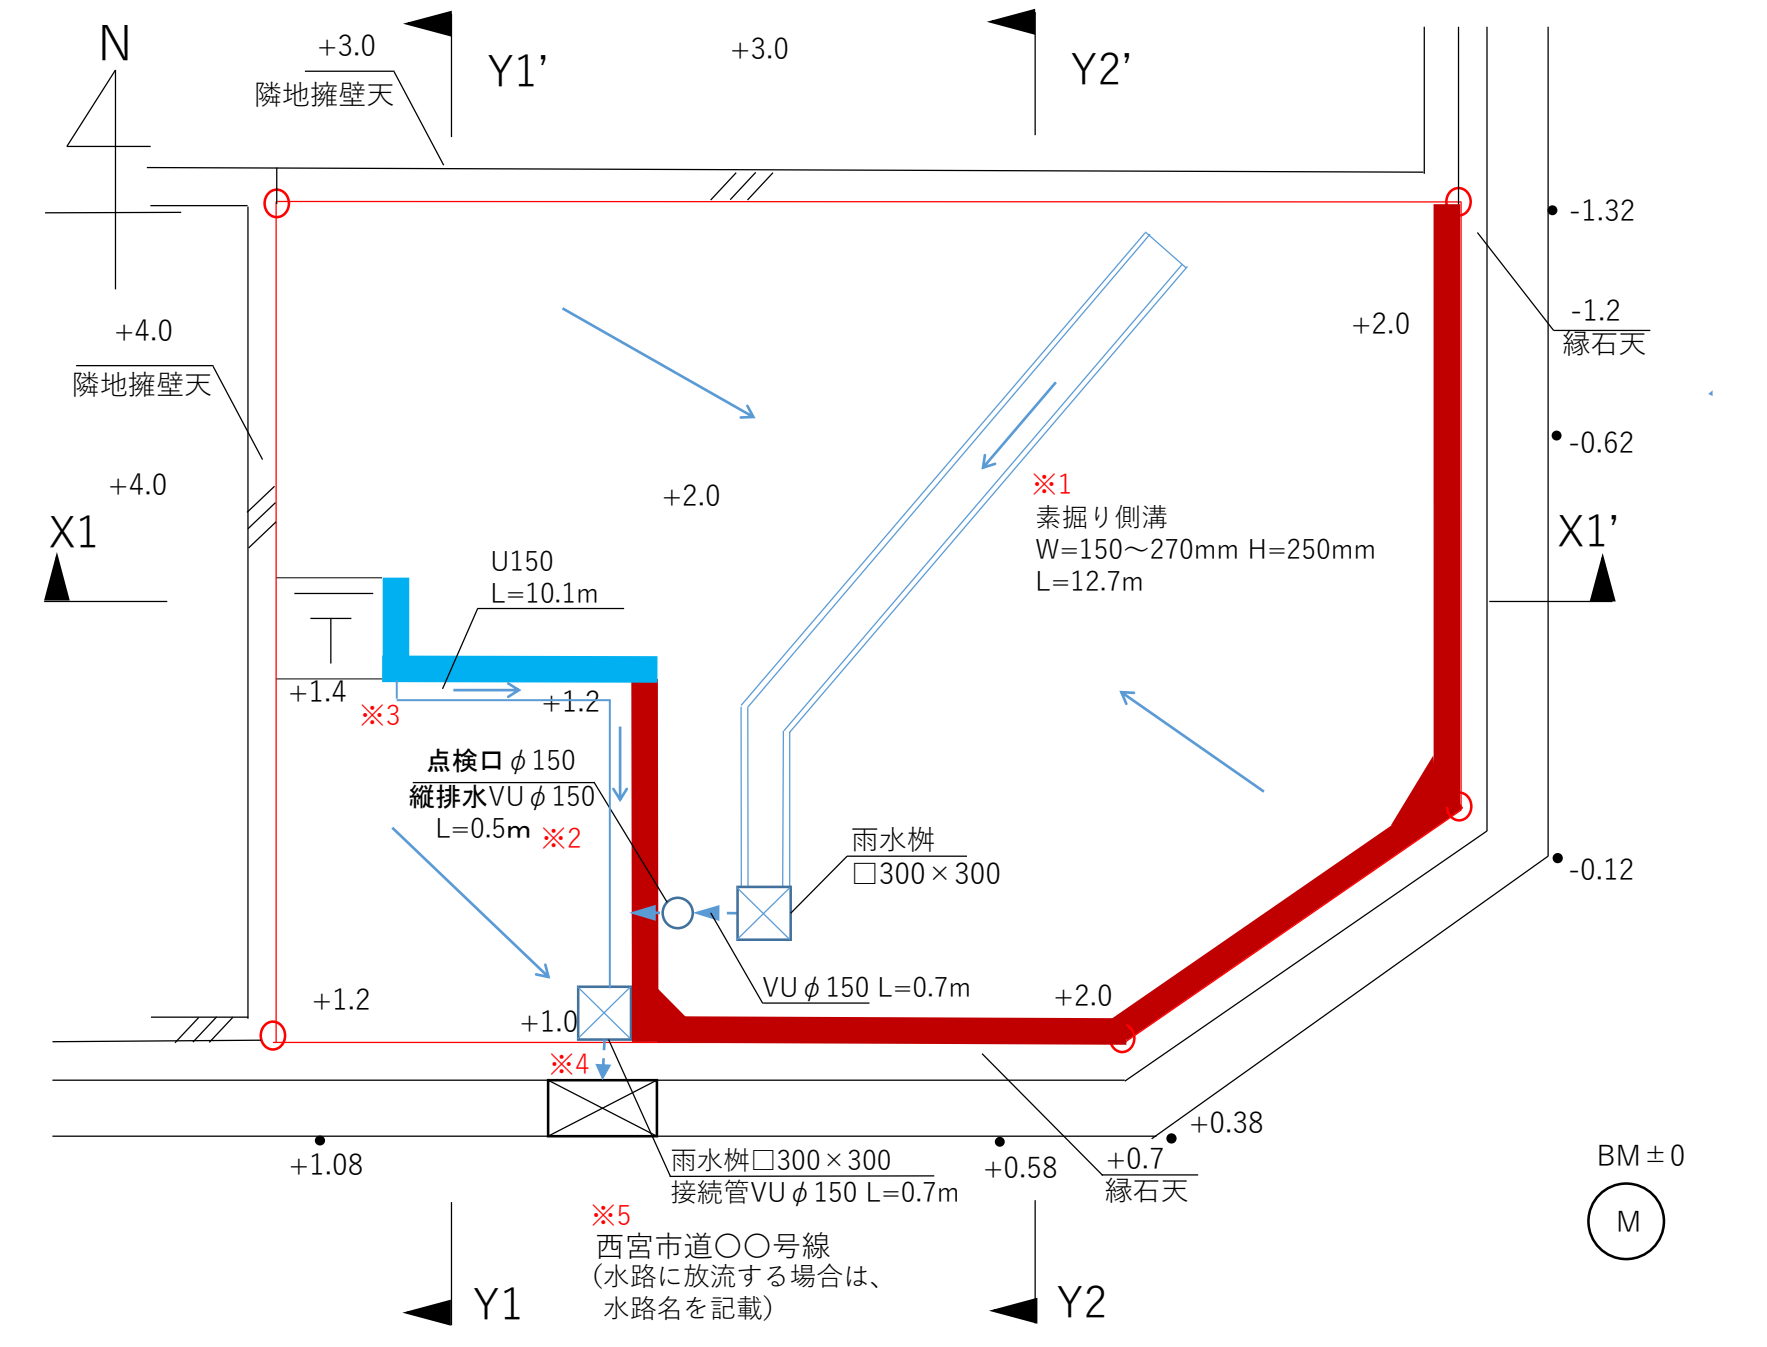 N
+3.0
隣地擁壁天
Y1’
+3.0
Y2’
-1.32
+4.0
隣地擁壁天
+2.0
-1.2
縁石天
+4.0
+2.0
-0.62
X1
※1
素掘り側溝
W=150～270mm H=250mm
L=12.7m
X1’
U150
L=10.1m
+1.4
※3
+1.2
点検口φ150
縦排水VUφ150
L=0.5m
※2
雨水桝
□300×300
-0.12
VUφ150 L=0.7m
+1.2
+1.0
+2.0
※4
+1.08
雨水桝□300×300
接続管VUφ150 L=0.7m
+0.58
+0.7
縁石天
+0.38
BM±0
M
※5
西宮市道〇〇号線
（水路に放流する場合は、
水路名を記載）
Y1
Y2